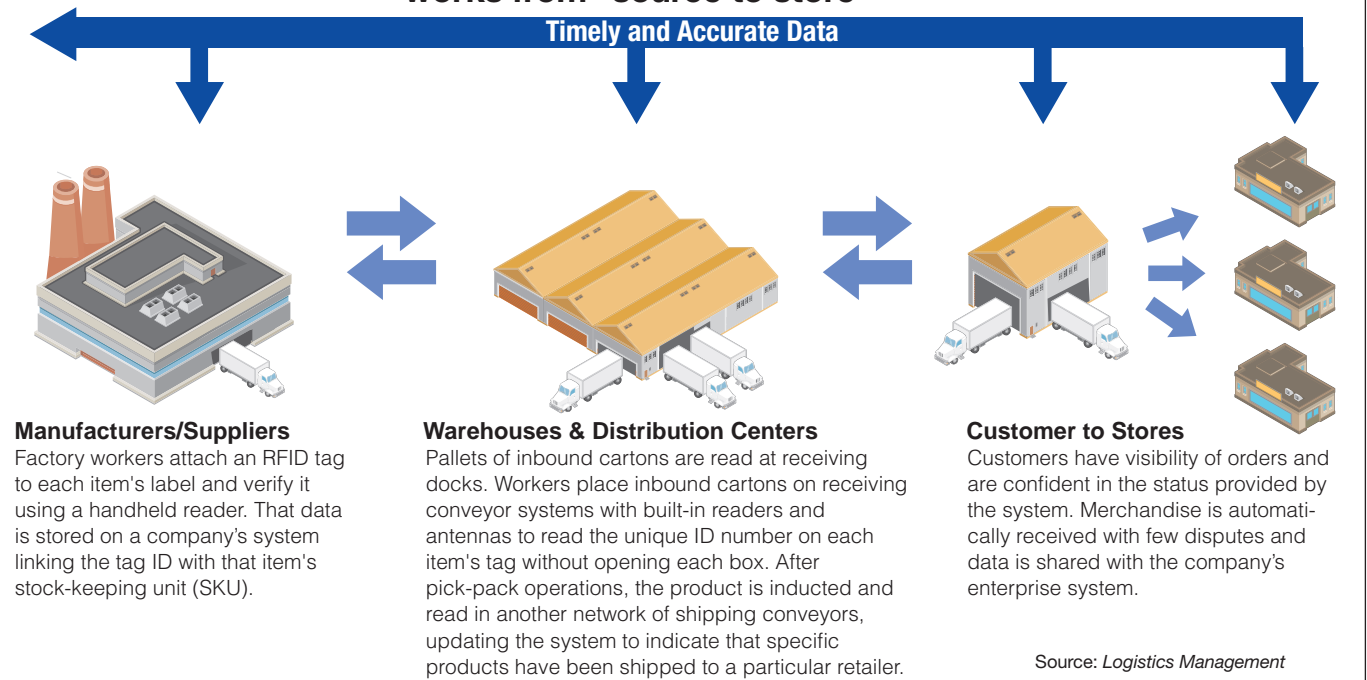 works from "source to store"
Timely and Accurate Data
Manufacturers/Suppliers
Factory workers attach an RFID tag
to each item's label and verify it
using a handheld reader. That data
is stored on a company's system
linking the tag ID with that item's
stock-keeping unit (SKU).
Warehouses & Distribution Centers
Pallets of inbound cartons are read at receiving
docks. Workers place inbound cartons on receiving
conveyor systems with built-in readers and
antennas to read the unique ID number on each
item's tag without opening each box. After
pick-pack operations, the product is inducted and
read in another network of shipping conveyors,
updating the system to indicate that specific
products have been shipped to a particular retailer.
Customer to Stores
Customers have visibility of orders and
are confident in the status provided by
the system. Merchandise is automati-
cally received with few disputes and
data is shared with the company's
enterprise system.
Source: Logistics Management